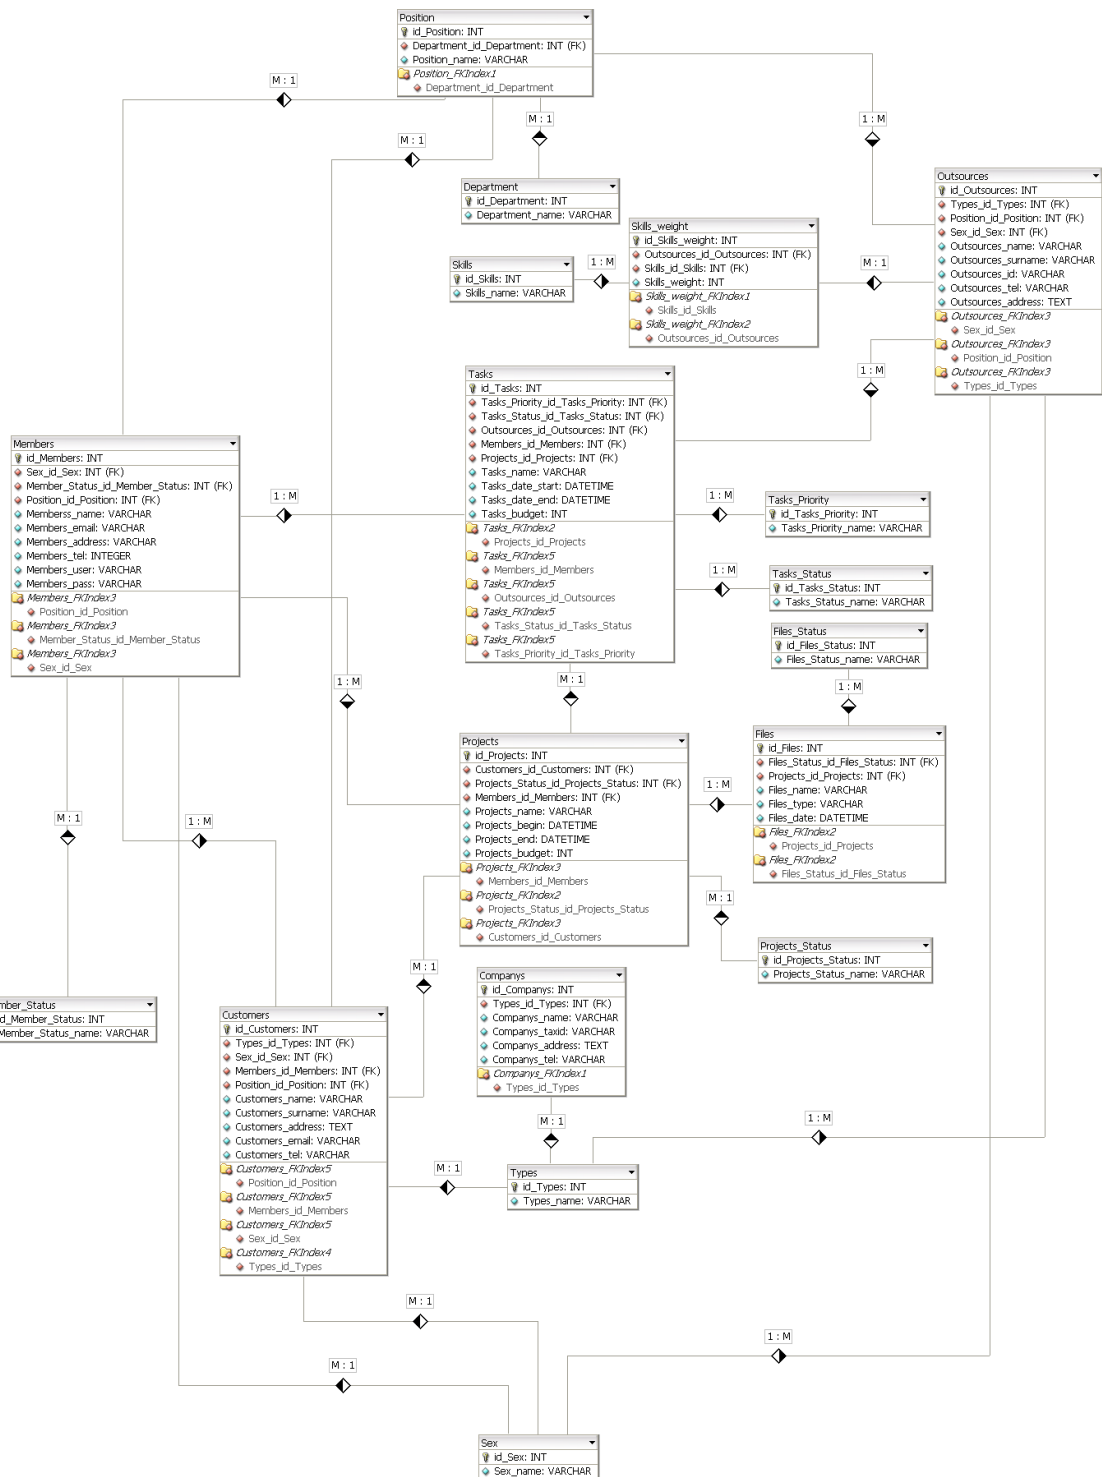 Position
id_Position: INT
Department_id_Department: INT (FK)
Position_name: VARCHAR
Position_FKIndex1
Department_id_Department
M : 1
M : 1
M : 1
1 : M
Department
id_Department: INT
Department_name: VARCHAR
Outsources
id_Outsources: INT
Types_id_Types: INT (FK)
Position_id_Position: INT (FK)
Sex_id_Sex: INT (FK)
Outsources_name: VARCHAR
Outsources_surname: VARCHAR
Outsources_id: VARCHAR
Outsources_tel: VARCHAR
Outsources_address: TEXT
Outsources_FKIndex3
Sex_id_Sex
Outsources_FKIndex3
Position_id_Position
Outsources_FKIndex3
Types_id_Types
Skills_weight
id_Skills_weight: INT
Outsources_id_Outsources: INT (FK)
Skills_id_Skills: INT (FK)
Skills_weight: INT
Skills_weight_FKIndex1
Skills_id_Skills
Skills_weight_FKIndex2
Outsources_id_Outsources
Skills
id_Skills: INT
Skills_name: VARCHAR
1 : M
M : 1
1 : M
Tasks
id_Tasks: INT
Tasks_Priority_id_Tasks_Priority: INT (FK)
Tasks_Status_id_Tasks_Status: INT (FK)
Outsources_id_Outsources: INT (FK)
Members_id_Members: INT (FK)
Projects_id_Projects: INT (FK)
Tasks_name: VARCHAR
Tasks_date_start: DATETIME
Tasks_date_end: DATETIME
Tasks_budget: INT
Tasks_FKIndex2
Projects_id_Projects
Tasks_FKIndex5
Members_id_Members
Tasks_FKIndex5
Outsources_id_Outsources
Tasks_FKIndex5
Tasks_Status_id_Tasks_Status
Tasks_FKIndex5
Tasks_Priority_id_Tasks_Priority
Members
id_Members: INT
Sex_id_Sex: INT (FK)
Member_Status_id_Member_Status: INT (FK)
Position_id_Position: INT (FK)
Memberss_name: VARCHAR
Members_email: VARCHAR
Members_address: VARCHAR
Members_tel: INTEGER
Members_user: VARCHAR
Members_pass: VARCHAR
Members_FKIndex3
Position_id_Position
Members_FKIndex3
Member_Status_id_Member_Status
Members_FKIndex3
Sex_id_Sex
1 : M
1 : M
Tasks_Priority
id_Tasks_Priority: INT
Tasks_Priority_name: VARCHAR
1 : M
Tasks_Status
id_Tasks_Status: INT
Tasks_Status_name: VARCHAR
Files_Status
id_Files_Status: INT
Files_Status_name: VARCHAR
1 : M
M : 1
1 : M
Projects
id_Projects: INT
Customers_id_Customers: INT (FK)
Projects_Status_id_Projects_Status: INT (FK)
Members_id_Members: INT (FK)
Projects_name: VARCHAR
Projects_begin: DATETIME
Projects_end: DATETIME
Projects_budget: INT
Projects_FKIndex3
Members_id_Members
Projects_FKIndex2
Projects_Status_id_Projects_Status
Projects_FKIndex3
Customers_id_Customers
1 : M
Files
id_Files: INT
Files_Status_id_Files_Status: INT (FK)
Projects_id_Projects: INT (FK)
Files_name: VARCHAR
Files_type: VARCHAR
Files_date: DATETIME
Files_FKIndex2
Projects_id_Projects
Files_FKIndex2
Files_Status_id_Files_Status
M : 1
1 : M
M : 1
Projects_Status
id_Projects_Status: INT
Projects_Status_name: VARCHAR
M : 1
Companys
id_Companys: INT
Types_id_Types: INT (FK)
Companys_name: VARCHAR
Companys_taxid: VARCHAR
Companys_address: TEXT
Companys_tel: VARCHAR
Companys_FKIndex1
Types_id_Types
mber_Status
d_Member_Status: INT
Member_Status_name: VARCHAR
Customers
id_Customers: INT
Types_id_Types: INT (FK)
Sex_id_Sex: INT (FK)
Members_id_Members: INT (FK)
Position_id_Position: INT (FK)
Customers_name: VARCHAR
Customers_surname: VARCHAR
Customers_address: TEXT
Customers_email: VARCHAR
Customers_tel: VARCHAR
Customers_FKIndex5
Position_id_Position
Customers_FKIndex5
Members_id_Members
Customers_FKIndex5
Sex_id_Sex
Customers_FKIndex4
Types_id_Types
M : 1
1 : M
M : 1
Types
id_Types: INT
Types_name: VARCHAR
M : 1
1 : M
M : 1
Sex
id_Sex: INT
Sex_name: VARCHAR